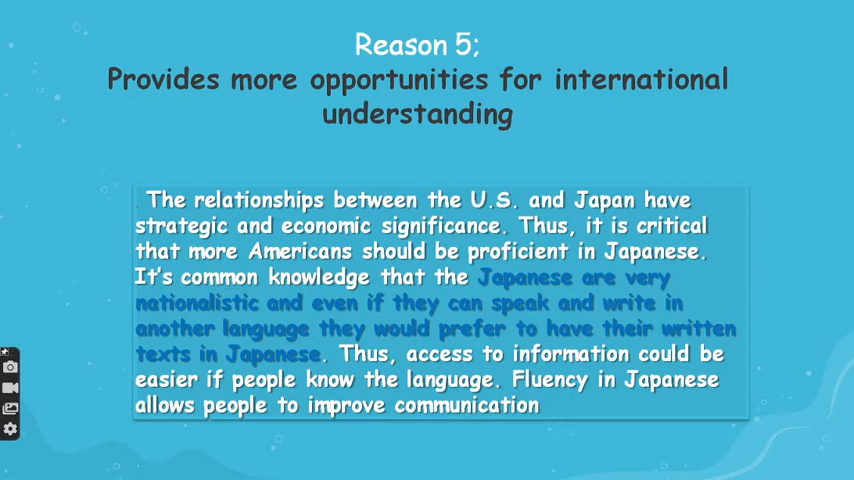 Reason 5;
Provides more opportunities for international
understanding
. The relationships between the U.S. and Japan have
strategic and economic significance. Thus, it is critical
that more Americans should be proficient in Japanese.
It's common knowledge that the Japanese are very
nationalistic and even if they can speak and write in
another language they would prefer to have their written
texts in Japanese. Thus, access to information could be
easier if people know the language. Fluency in Japanese
allows people to improve communication